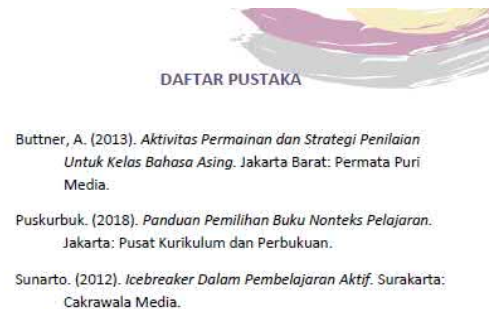 DAFTAR PUSTAKA
Buttner, A. (2013). Aktivitas Permainan dan Strategi Penilaian
Untuk Kelas Bahasa Asing. Jakarta Barat: Permata Puri
Media.
Puskurbuk. (2018). Panduan Pemilihan Buku Nonteks Pelajaran.
Jakarta: Pusat Kurikulum dan Perbukuan.
Sunarto. (2012). Icebreaker Dalam Pembelajaran Aktif. Surakarta:
Cakrawala Media.